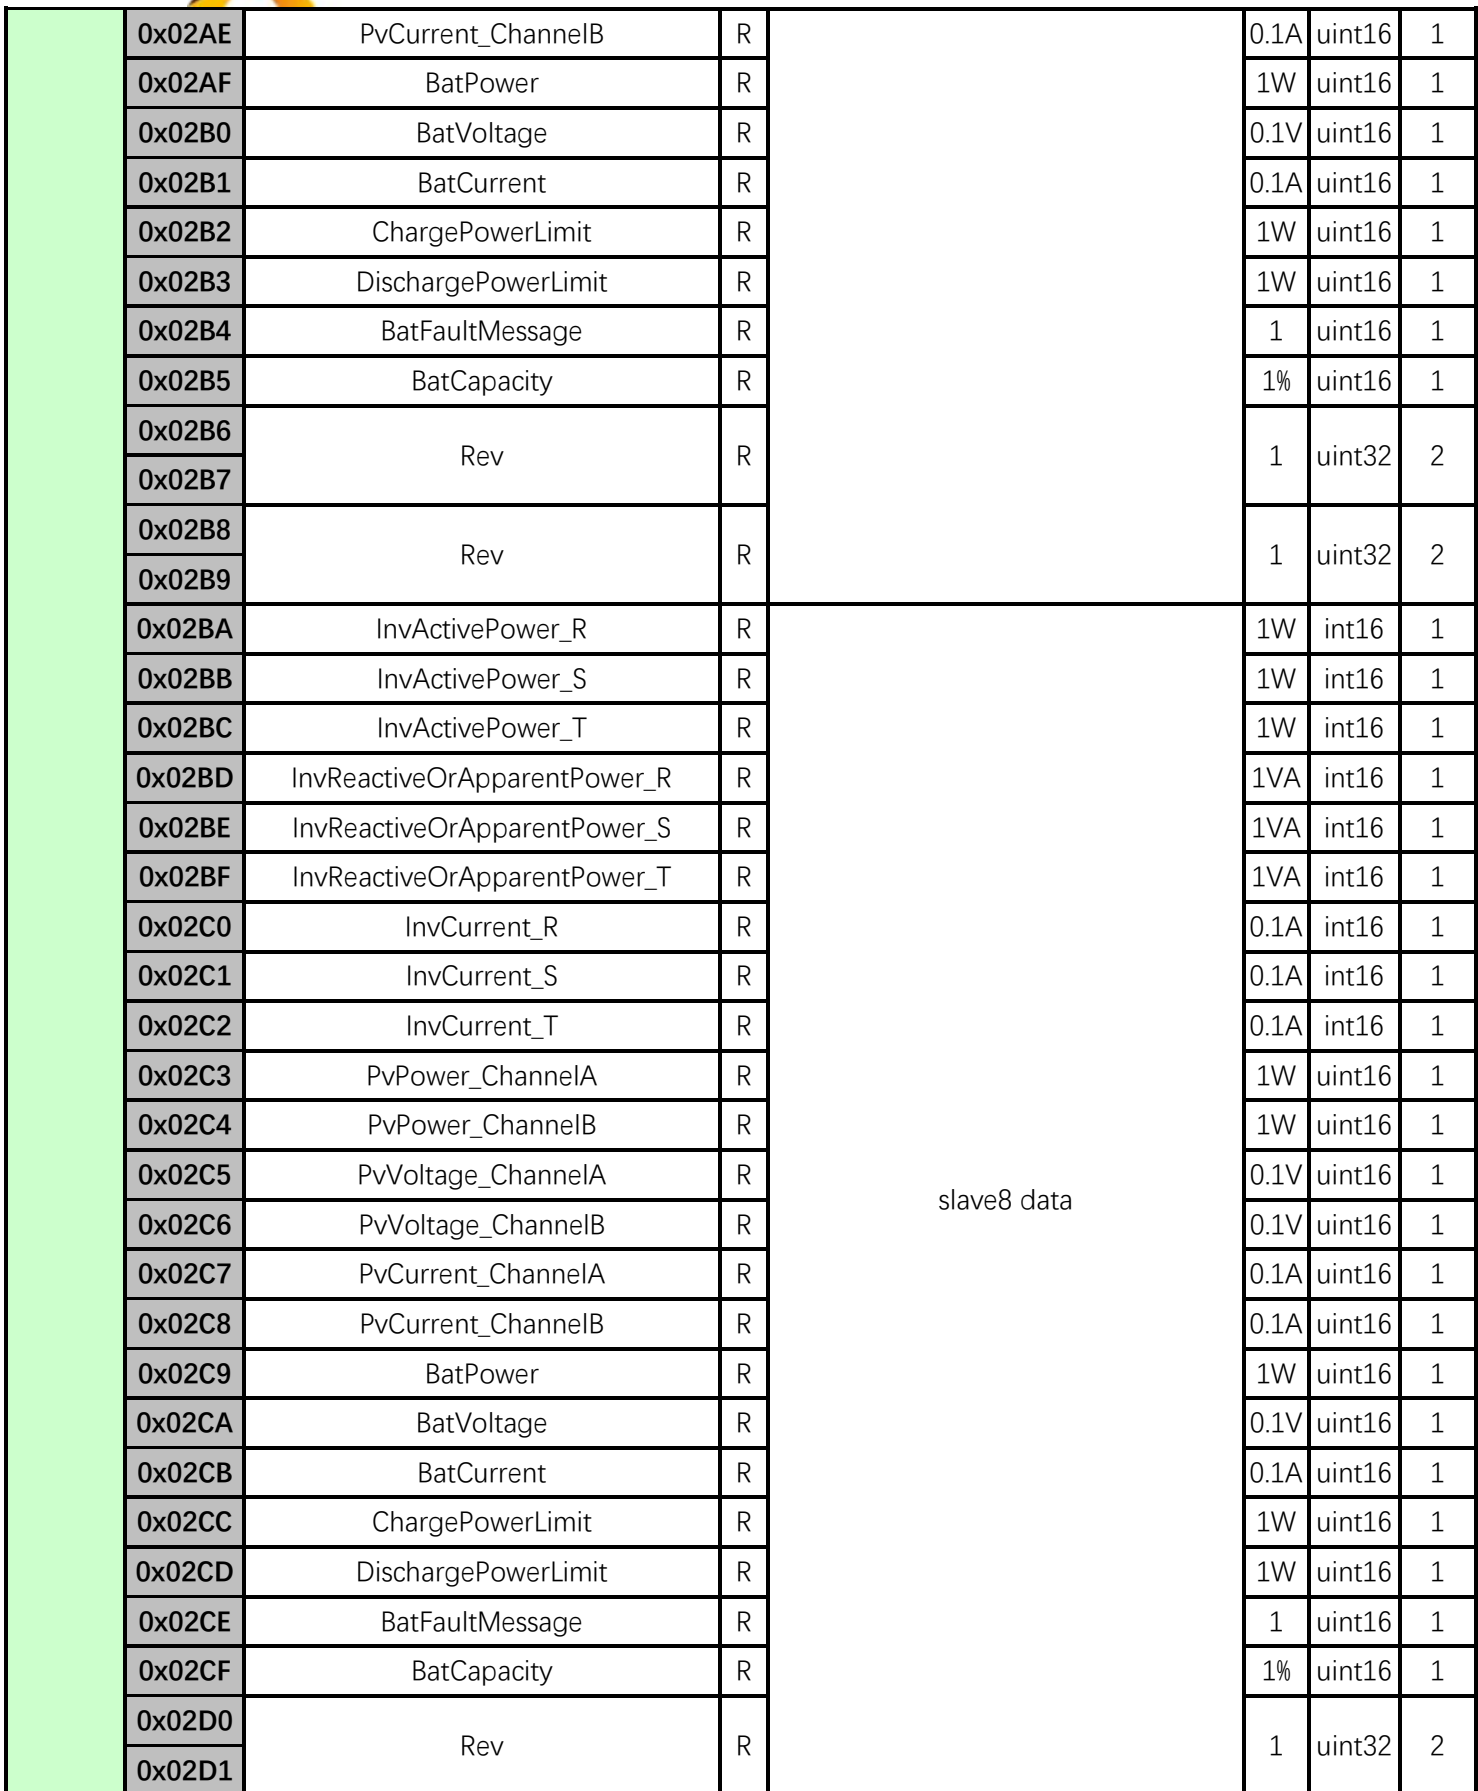 0x02AE PvCurrent_ChannelB R 0.1A uint16 1
0x02AF BatPower R 1W uint16 1
0x02B0 BatVoltage R 0.1V uint16 1
0x02B1 BatCurrent R 0.1A uint16 1
0x02B2 ChargePowerLimit R 1W uint16 1
0x02B3 DischargePowerLimit R 1W uint16 1
0x02B4 BatFaultMessage R 1 uint16 1
0x02B5 BatCapacity R 1% uint16 1
0x02B6
Rev R 1 uint32 2
0x02B7
0x02B8
Rev R 1 uint32 2
0x02B9
0x02BA InvActivePower_R R 1W int16 1
0x02BB InvActivePower_S R 1W int16 1
0x02BC InvActivePower_T R 1W int16 1
0x02BD InvReactiveOrApparentPower_R R 1VA int16 1
0x02BE InvReactiveOrApparentPower_S R 1VA int16 1
0x02BF InvReactiveOrApparentPower_T R 1VA int16 1
0x02C0 InvCurrent_R R 0.1A int16 1
0x02C1 InvCurrent_S R 0.1A int16 1
0x02C2 InvCurrent_T R 0.1A int16 1
0x02C3 PvPower_ChannelA R 1W uint16 1
0x02C4 PvPower_ChannelB R 1W uint16 1
0x02C5 PvVoltage_ChannelA R 0.1V uint16 1
slave8 data
0x02C6 PvVoltage_ChannelB R 0.1V uint16 1
0x02C7 PvCurrent_ChannelA R 0.1A uint16 1
0x02C8 PvCurrent_ChannelB R 0.1A uint16 1
0x02C9 BatPower R 1W uint16 1
0x02CA BatVoltage R 0.1V uint16 1
0x02CB BatCurrent R 0.1A uint16 1
0x02CC ChargePowerLimit R 1W uint16 1
0x02CD DischargePowerLimit R 1W uint16 1
0x02CE BatFaultMessage R 1 uint16 1
0x02CF BatCapacity R 1% uint16 1
0x02D0
Rev R 1 uint32 2
0x02D1